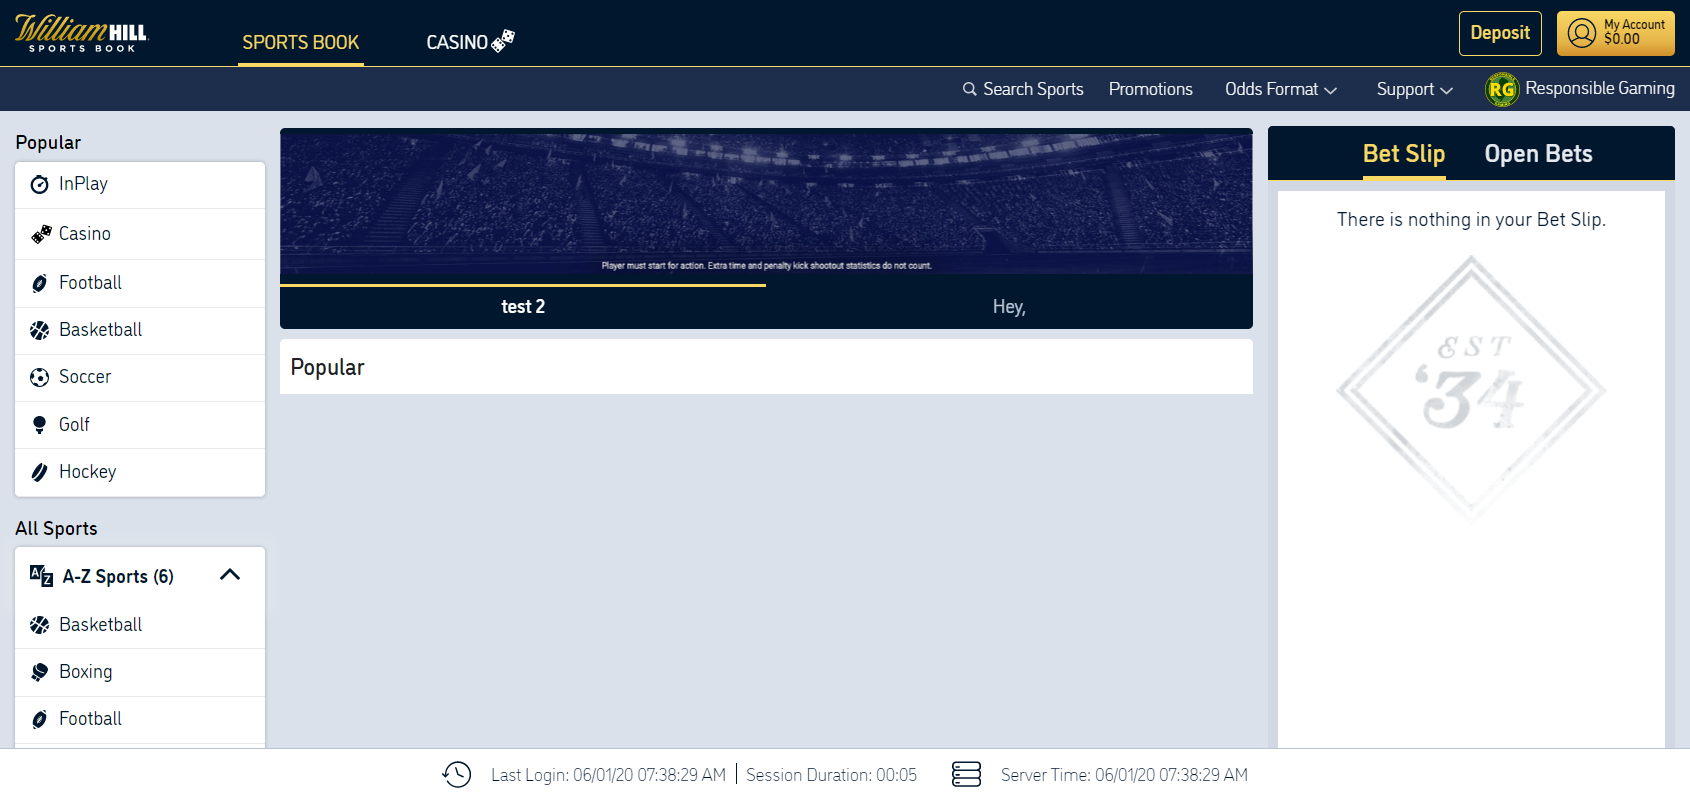 William HILL
SPORTS BOOK
SPORTS BOOK
CASINO
Deposit
My Account
$0.00
Search Sports
Promotions
Odds Format
Support
RESPONSIBLE
RG
GAMING
Responsible Gaming
Popular
InPlay
Casino
Football
Basketball
Soccer
Golf
Hockey
All Sports
A-Z Sports (6)
Basketball
Boxing
Football
Player must start for action. Extra time and penalty kick shootout statistics do not count.
test 2
Hey,
Popular
Bet Slip
Open Bets
There is nothing in your Bet Slip.
EST
‘34
Last Login: 06/01/20 07:38:29 AM
Session Duration: 00:05
Server Time: 06/01/20 07:38:29 AM